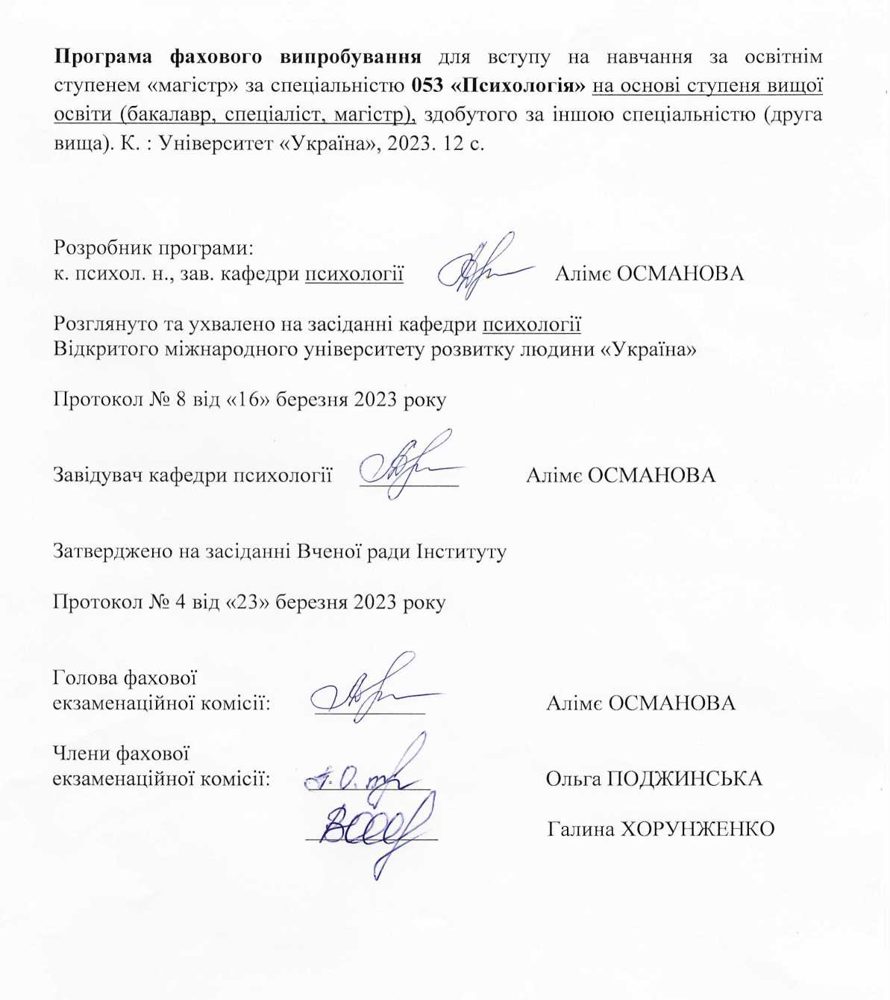 Програма фахового випробування для вступу на навчання за освітнім
ступенем «магістр» за спеціальністю 053 «Психологія» на основі ступеня вищої
освіти (бакалавр, спеціаліст, магістр), здобутого за іншою спеціальністю (друга
вища). К. : Університет «Україна», 2023. 12 с.
Розробник програми:
к. психол. н., зав. кафедри психології Алімє ОСМАНОВА
Розглянуто та ухвалено на засіданні кафедри психології
Відкритого міжнародного університету розвитку людини «Україна»
Протокол № 8 від «16» березня 2023 року
Завідувач кафедри психології Алімє ОСМАНОВА
Затверджено на засіданні Вченої ради Інституту
Протокол № 4 від «23» березня 2023 року
Голова фахової
екзаменаційної комісії: Алімє ОСМАНОВА
Члени фахової
екзаменаційної комісії: Ольга ПОДЖИНСЬКА
Галина ХОРУНЖЕНКО